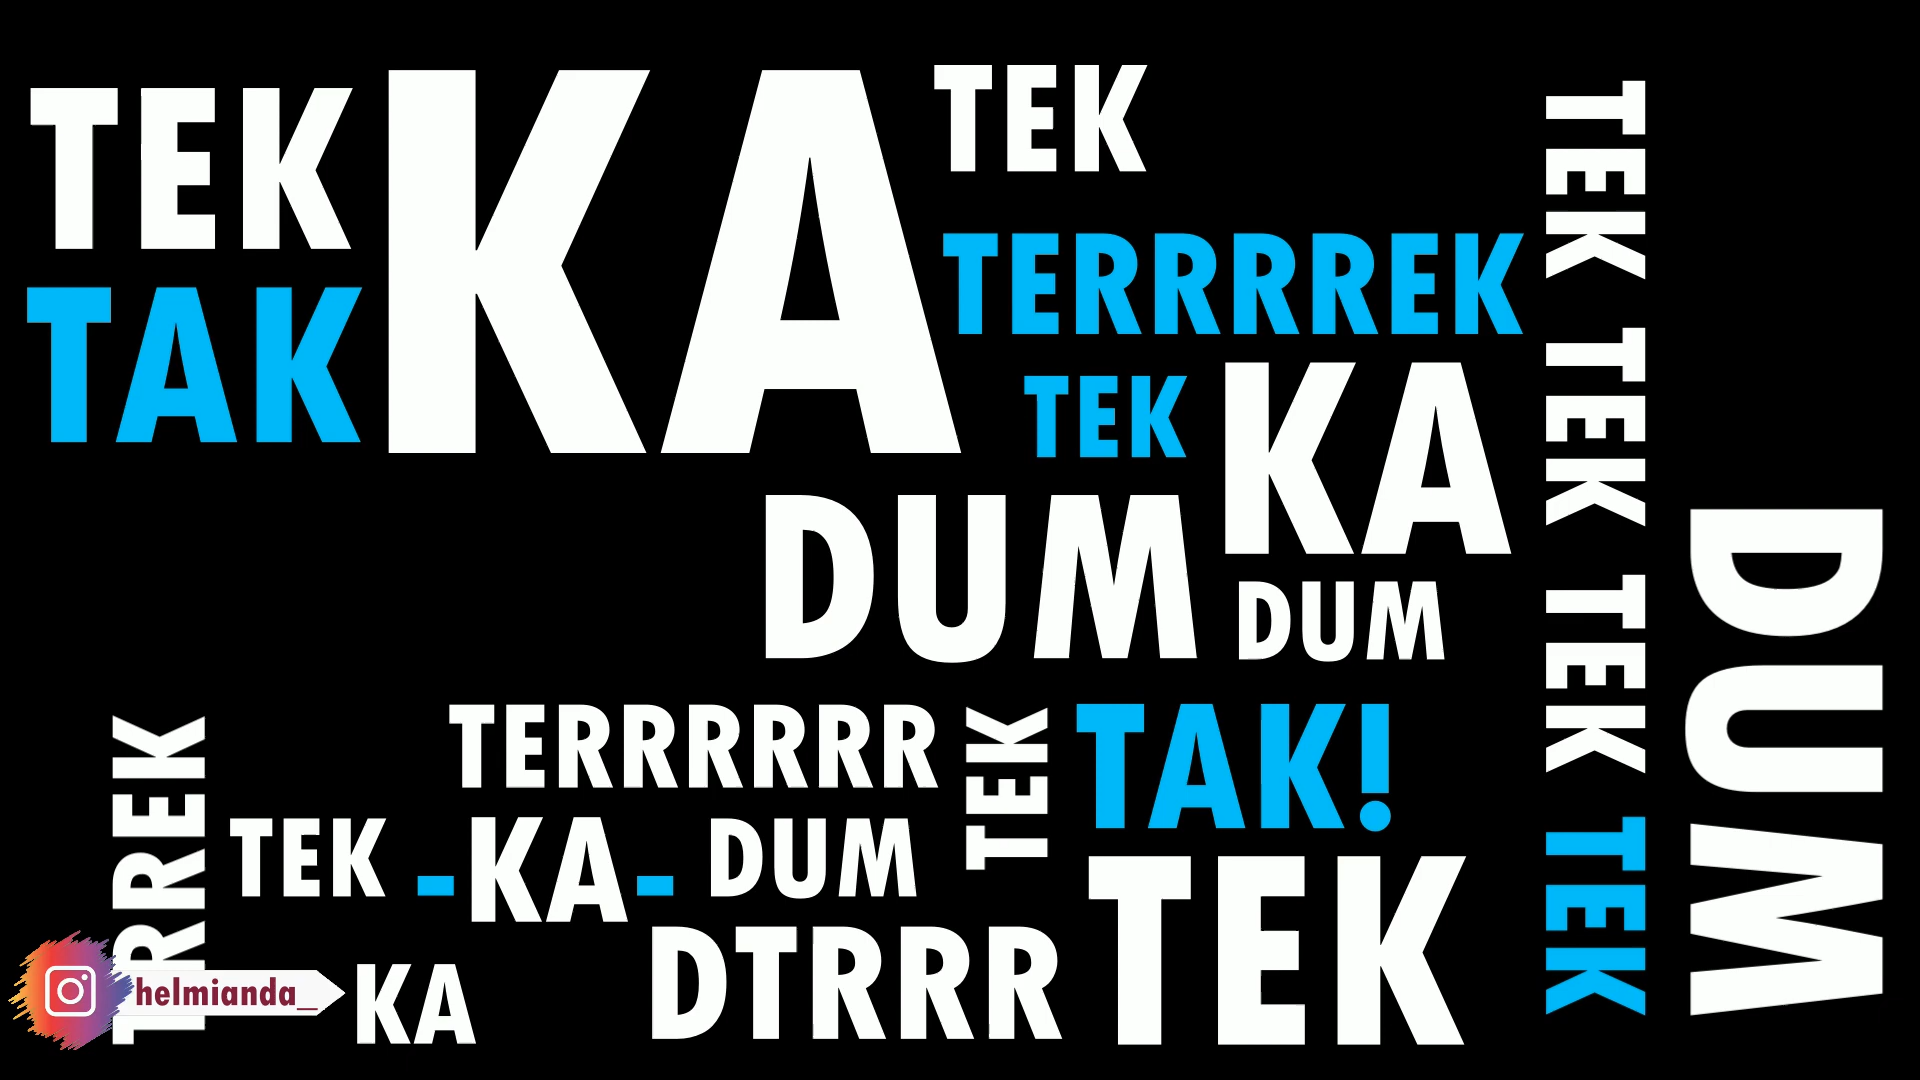 TEK
TAK
KA
TEK
TERRRREK
TEK
KA
DUM
DUM
TERRRRRR
TEK
TAK!
TEK -KA- DUM
KA
DTRRR
TEK
TEK TEK TEK TEK
DUM
helmianda_